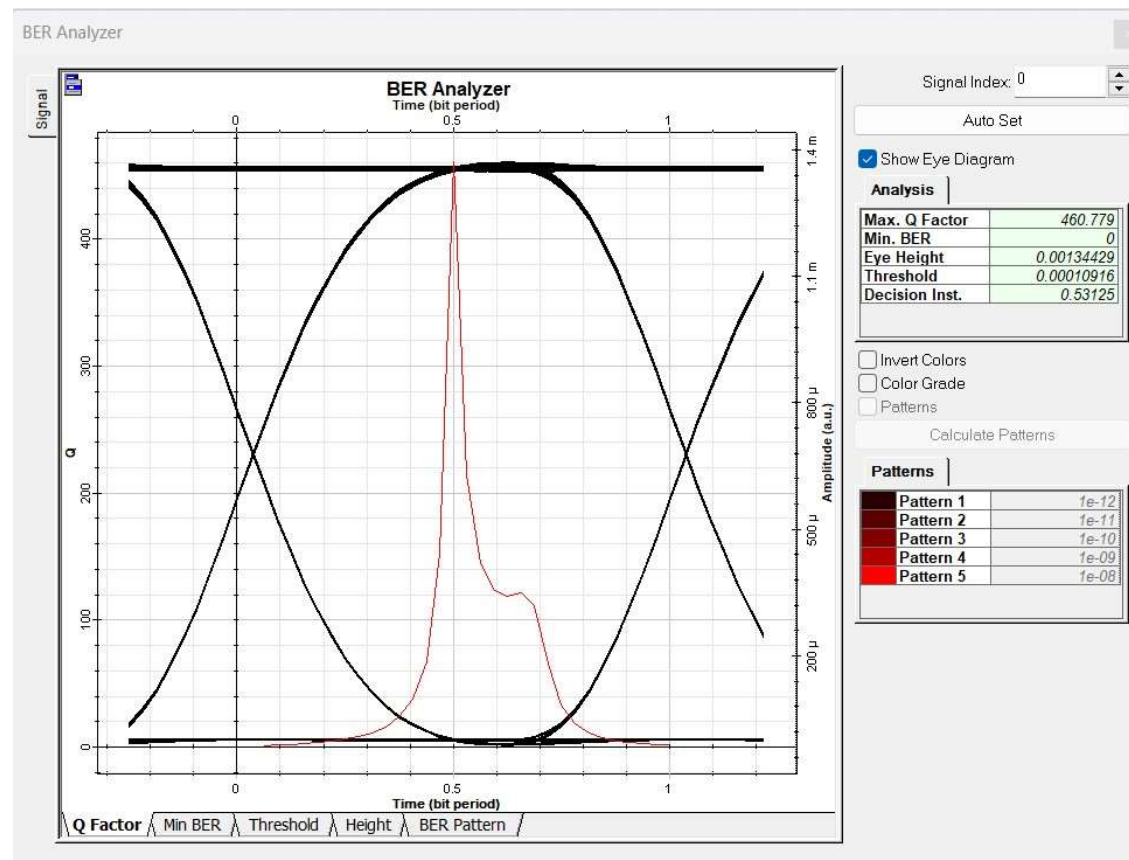 BER Analyzer
Signal
BER Analyzer
Time (bit period)
0 0.5 1
Q
400
300
200
100
0
1.4 m
1.1 m
800 µ
500 µ
200 µ
Amplitude (a.u.)
0 0.5 1
Time (bit period)
Q Factor Min BER Threshold Height BER Pattern
Signal Index: 0
Auto Set
Show Eye Diagram
Analysis
Max. Q Factor 460.779
Min. BER 0
Eye Height 0.00134429
Threshold 0.00010916
Decision Inst. 0.53125
Invert Colors
Color Grade
Patterns
Calculate Patterns
Patterns
Pattern 1 1e-12
Pattern 2 1e-11
Pattern 3 1e-10
Pattern 4 1e-09
Pattern 5 1e-08